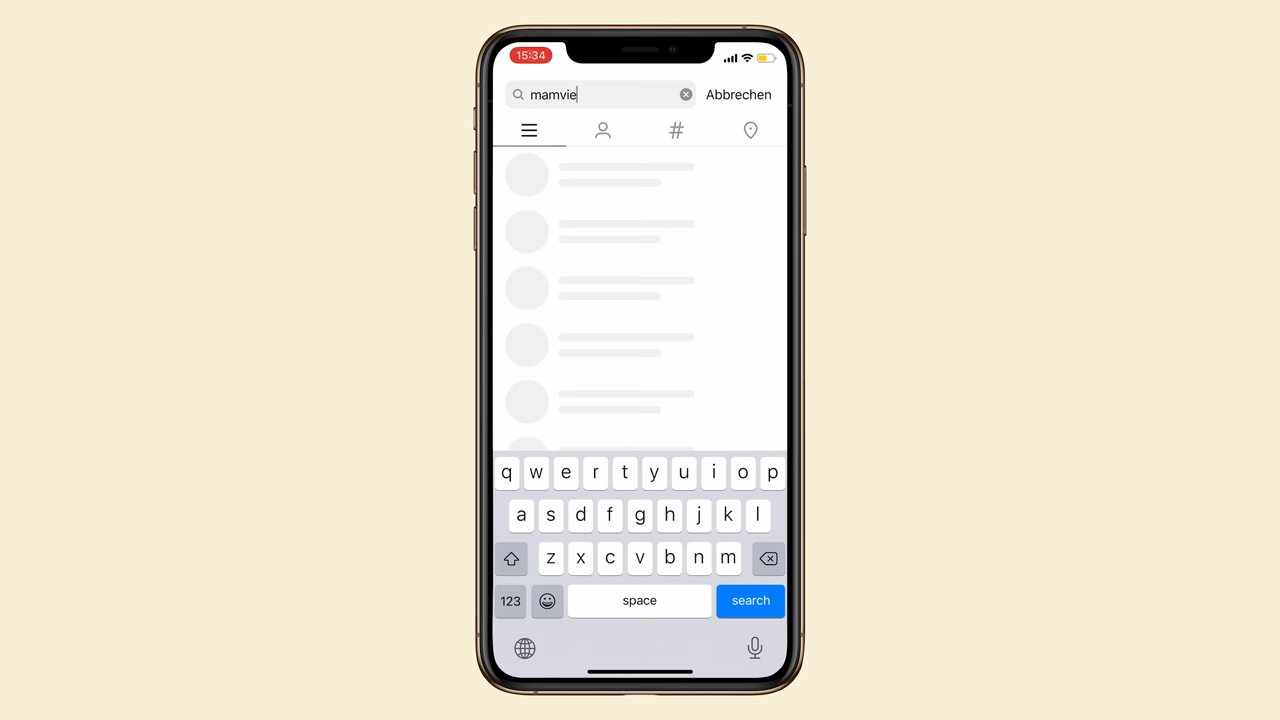 15:34
mamvie Abbrechen
#
q w e r t y u i o p
a s d f g h j k l
z x c v b n m
123 space search